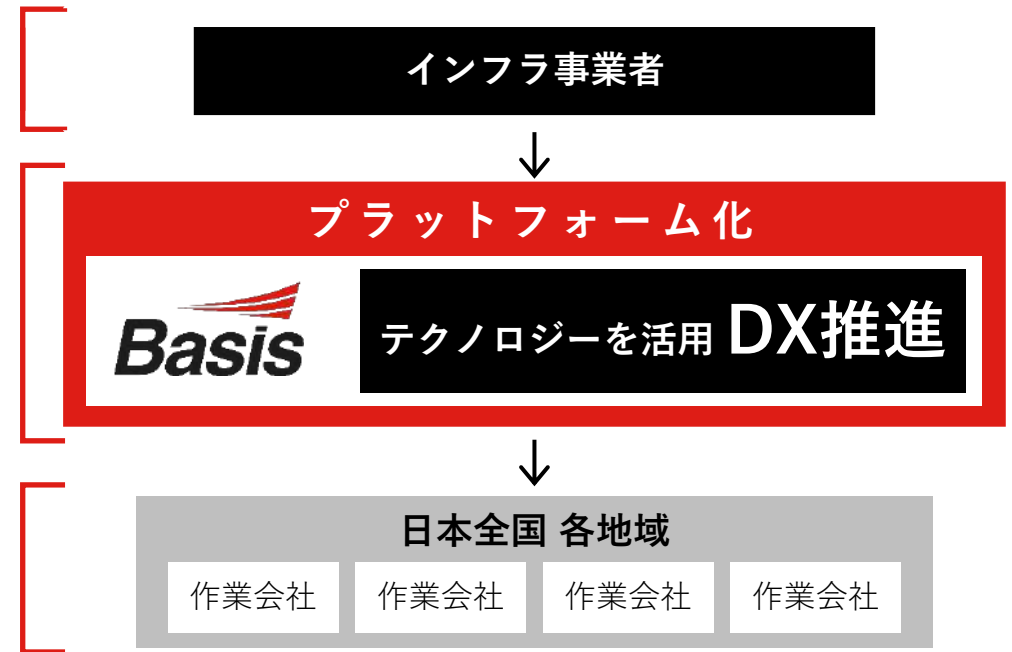 インフラ事業者
プラットフォーム化
Basis
テクノロジーを活用 DX推進
日本全国 各地域
作業会社 作業会社 作業会社 作業会社